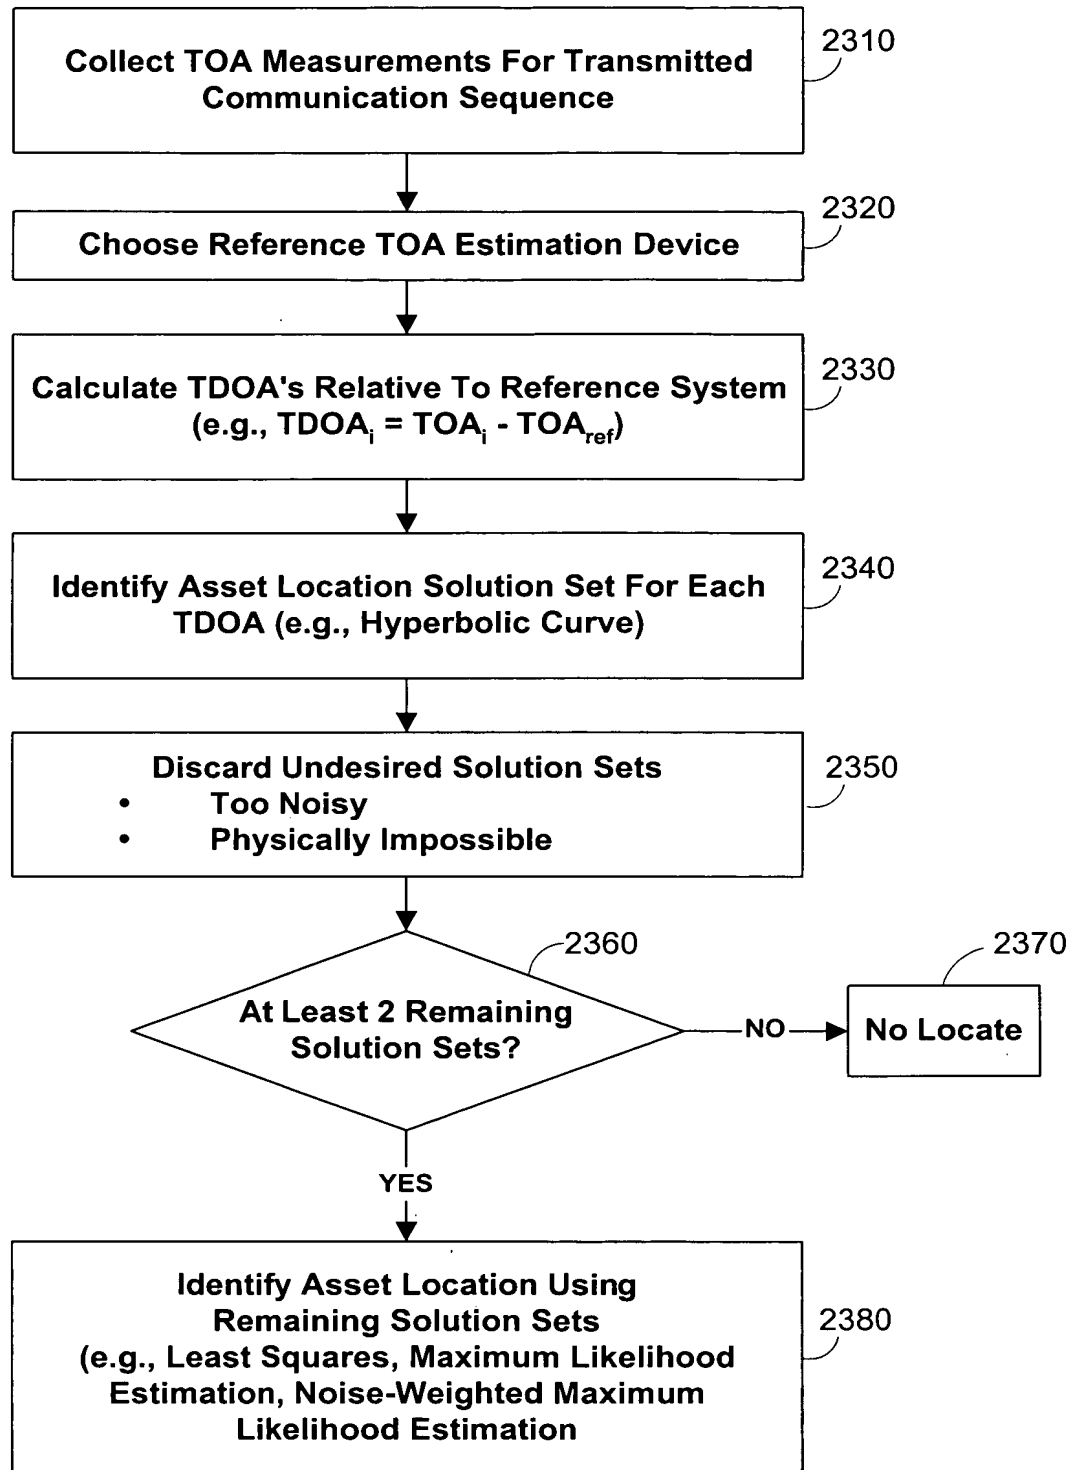 2310
Collect TOA Measurements For Transmitted
Communication Sequence
2320
Choose Reference TOA Estimation Device
2330
Calculate TDOA's Relative To Reference System
(e.g., TDOAi = TOAi - TOAref)
2340
Identify Asset Location Solution Set For Each
TDOA (e.g., Hyperbolic Curve)
2350
Discard Undesired Solution Sets
• Too Noisy
• Physically Impossible
2360
At Least 2 Remaining
Solution Sets?
NO
2370
No Locate
YES
2380
Identify Asset Location Using
Remaining Solution Sets
(e.g., Least Squares, Maximum Likelihood
Estimation, Noise-Weighted Maximum
Likelihood Estimation